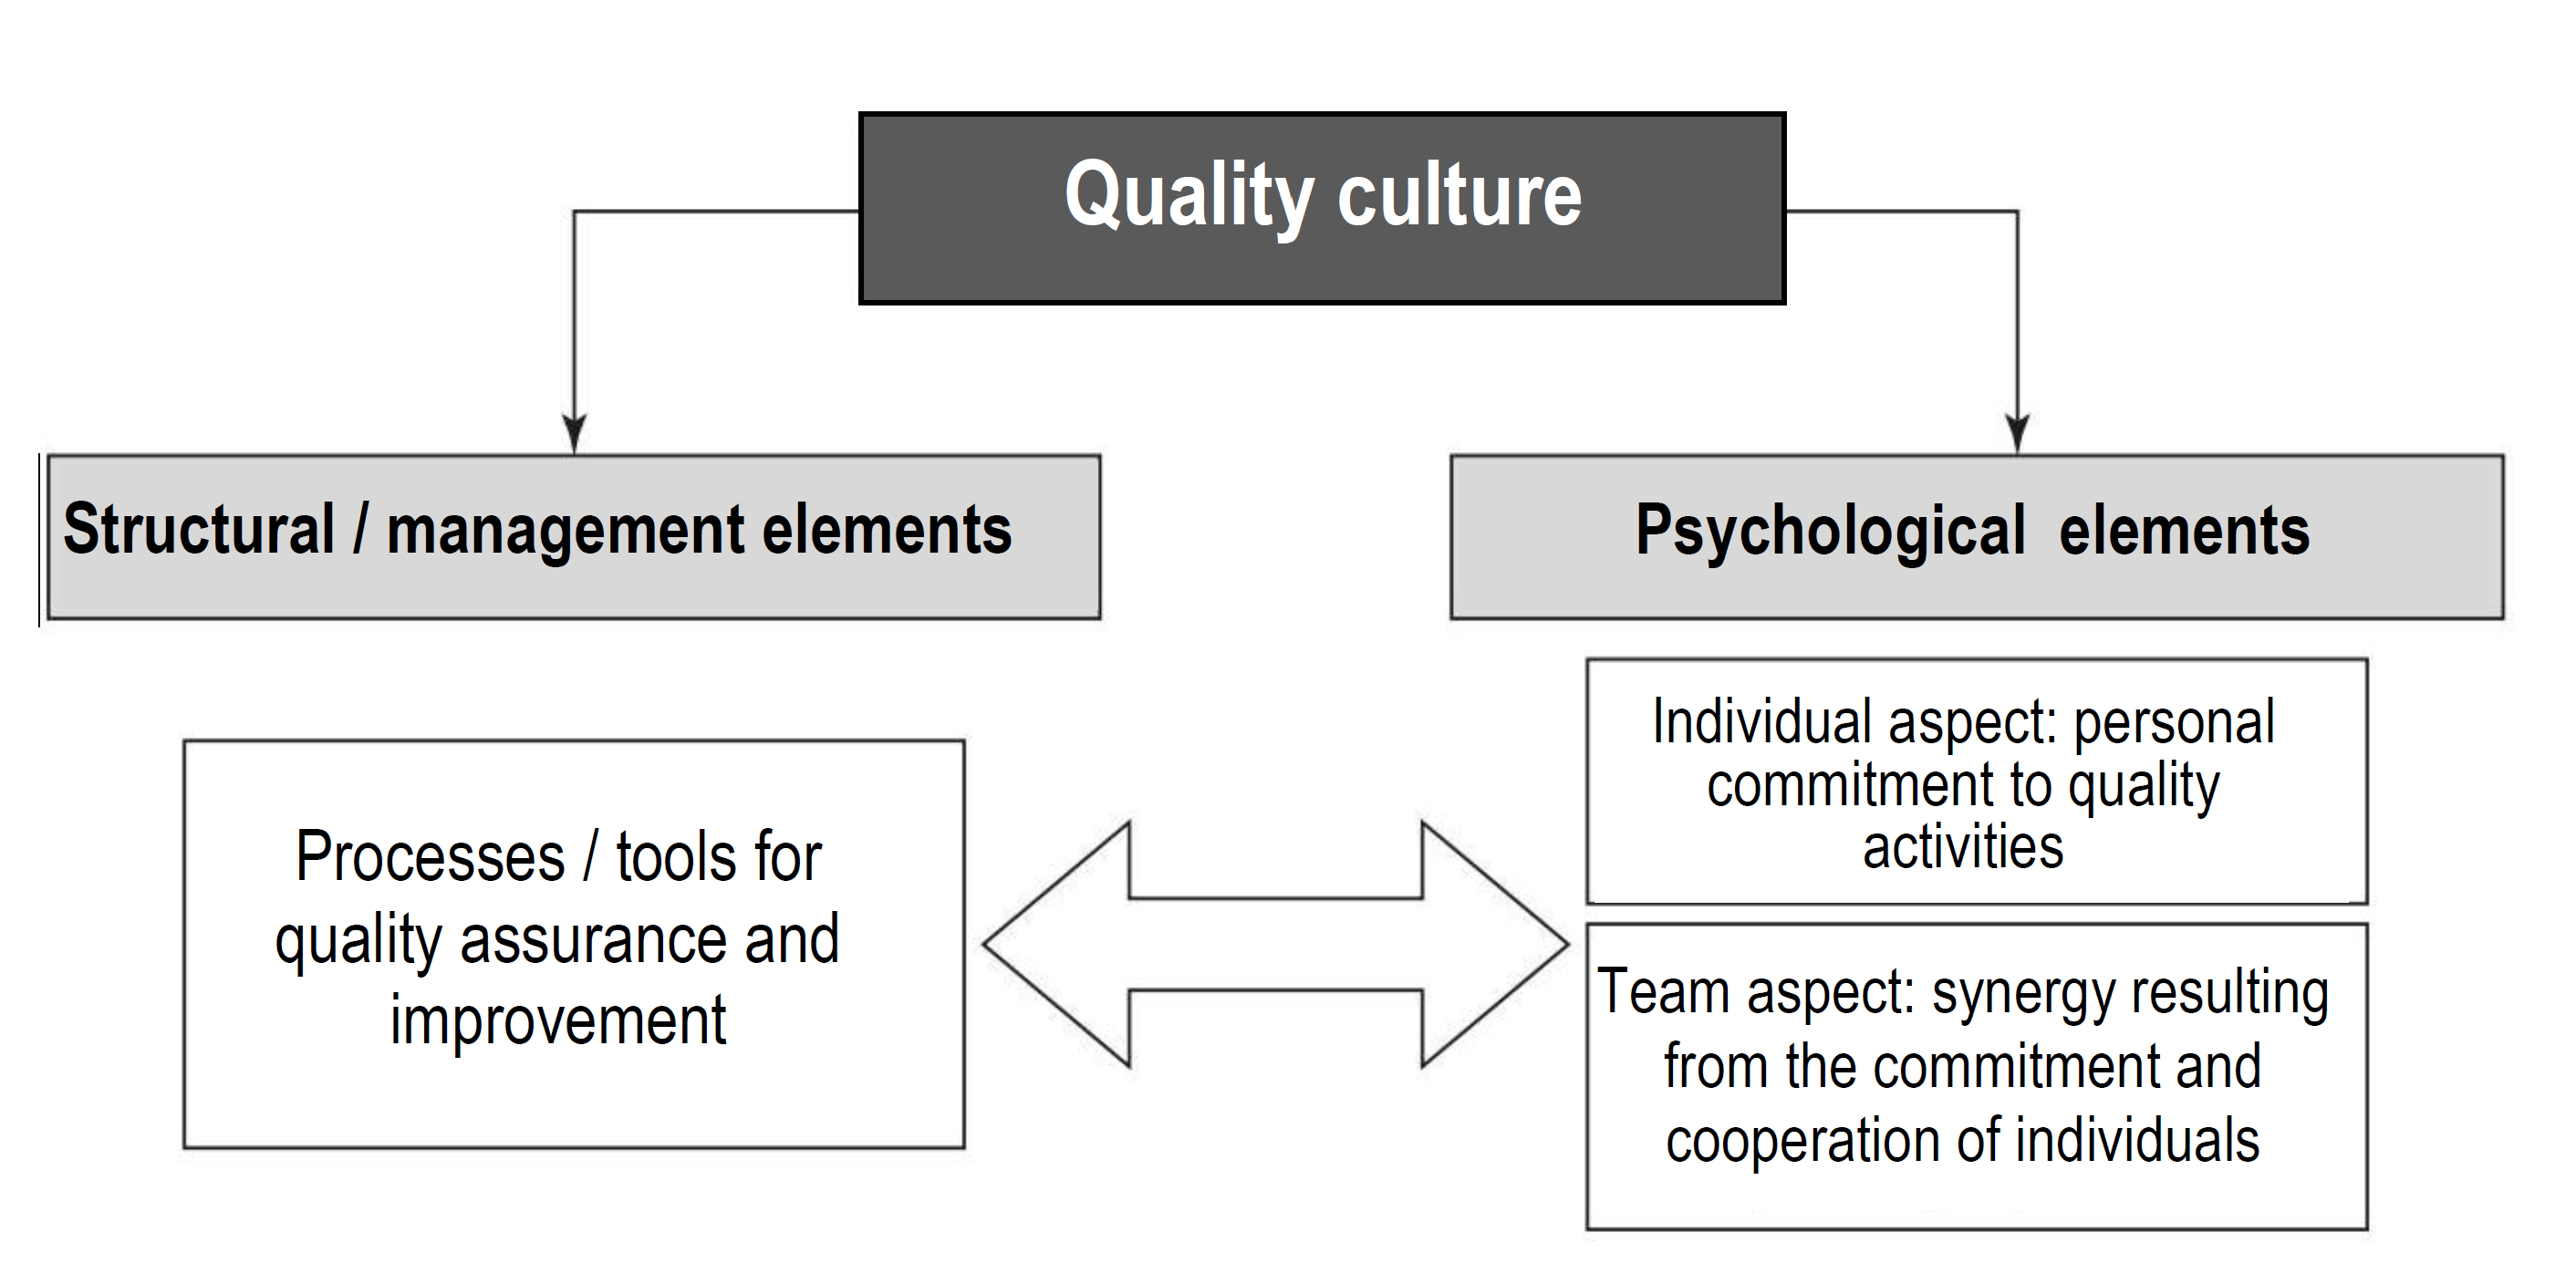 Quality culture
Structural / management elements
Psychological elements
Processes / tools for
quality assurance and
improvement
Individual aspect: personal
commitment to quality
activities
Team aspect: synergy resulting
from the commitment and
cooperation of individuals